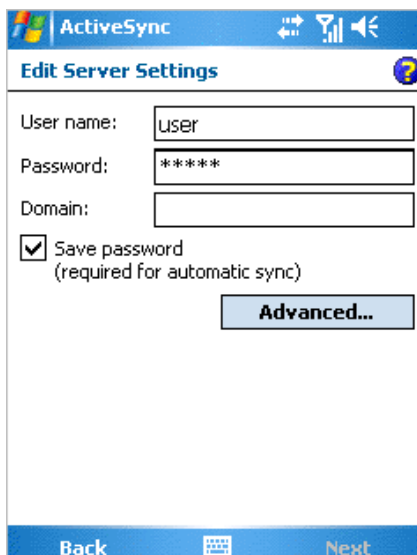 ActiveSync
Edit Server Settings
?
User name: user
Password: *****
Domain:
Save password
(required for automatic sync)
Advanced...
Back Next